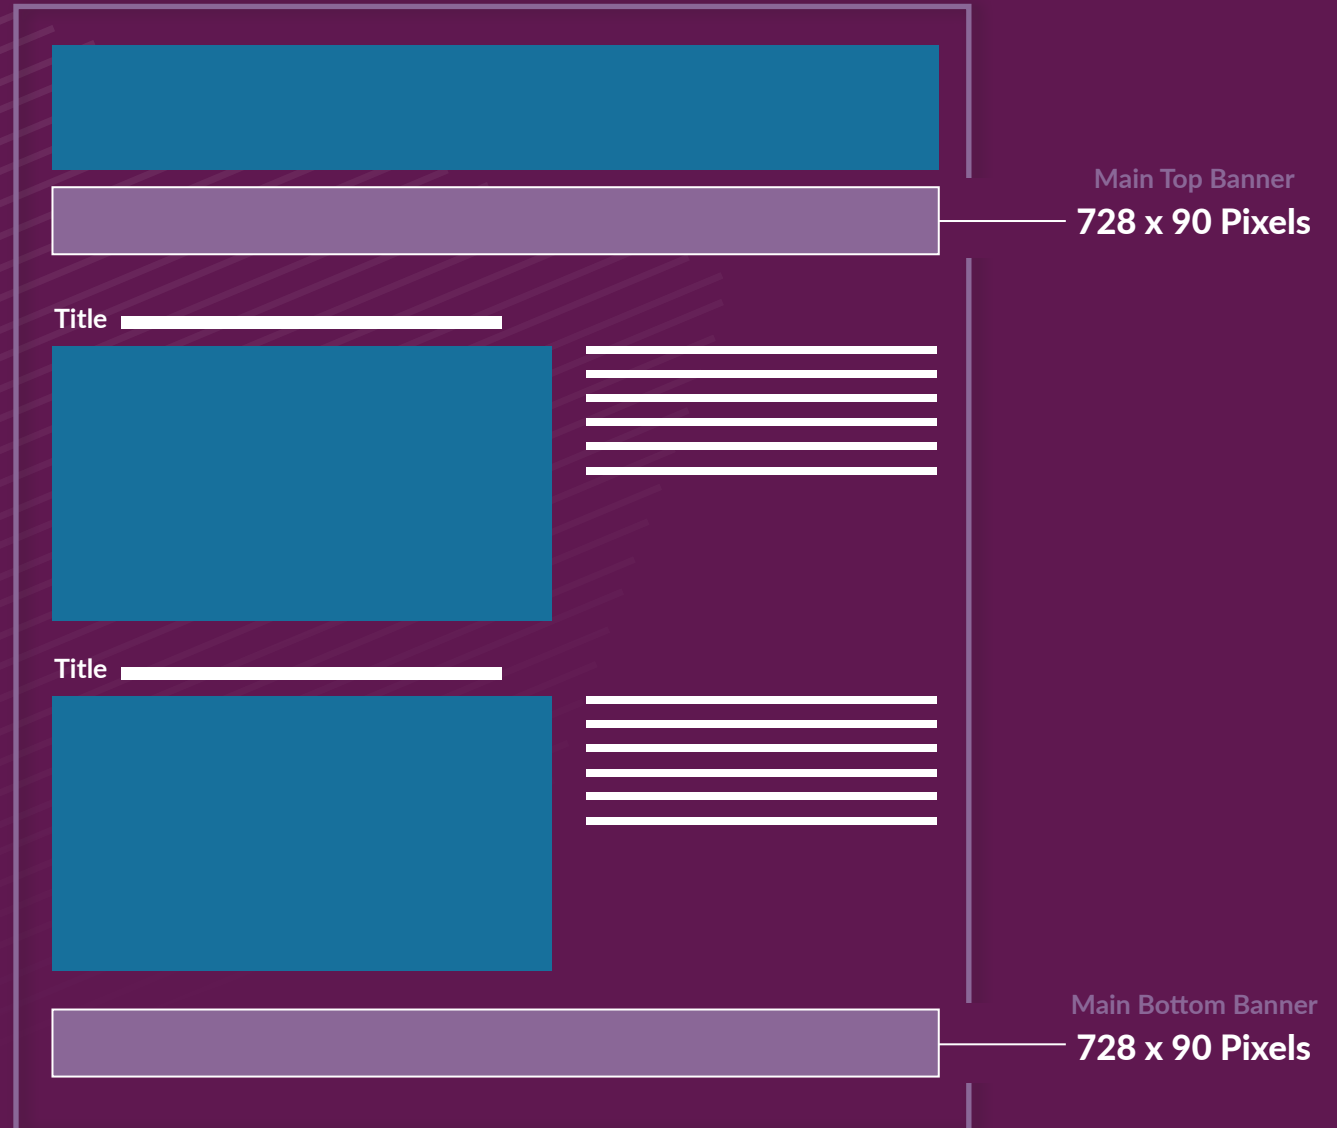 Main Top Banner
728 x 90 Pixels
Title
Title
Main Bottom Banner
728 x 90 Pixels